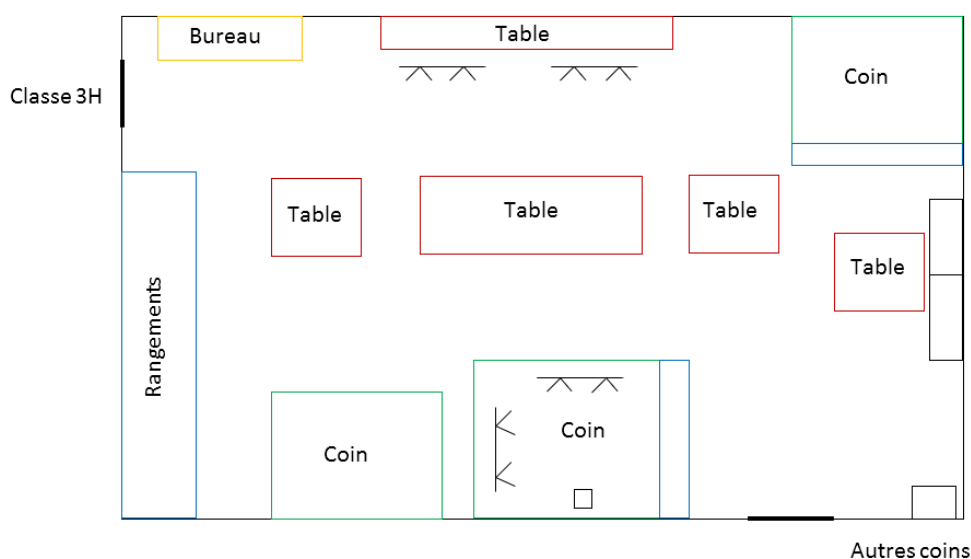 Bureau
Table
Classe 3H
Coin
Table
Table
Table
Table
Rangements
Coin
Coin
Autres coins